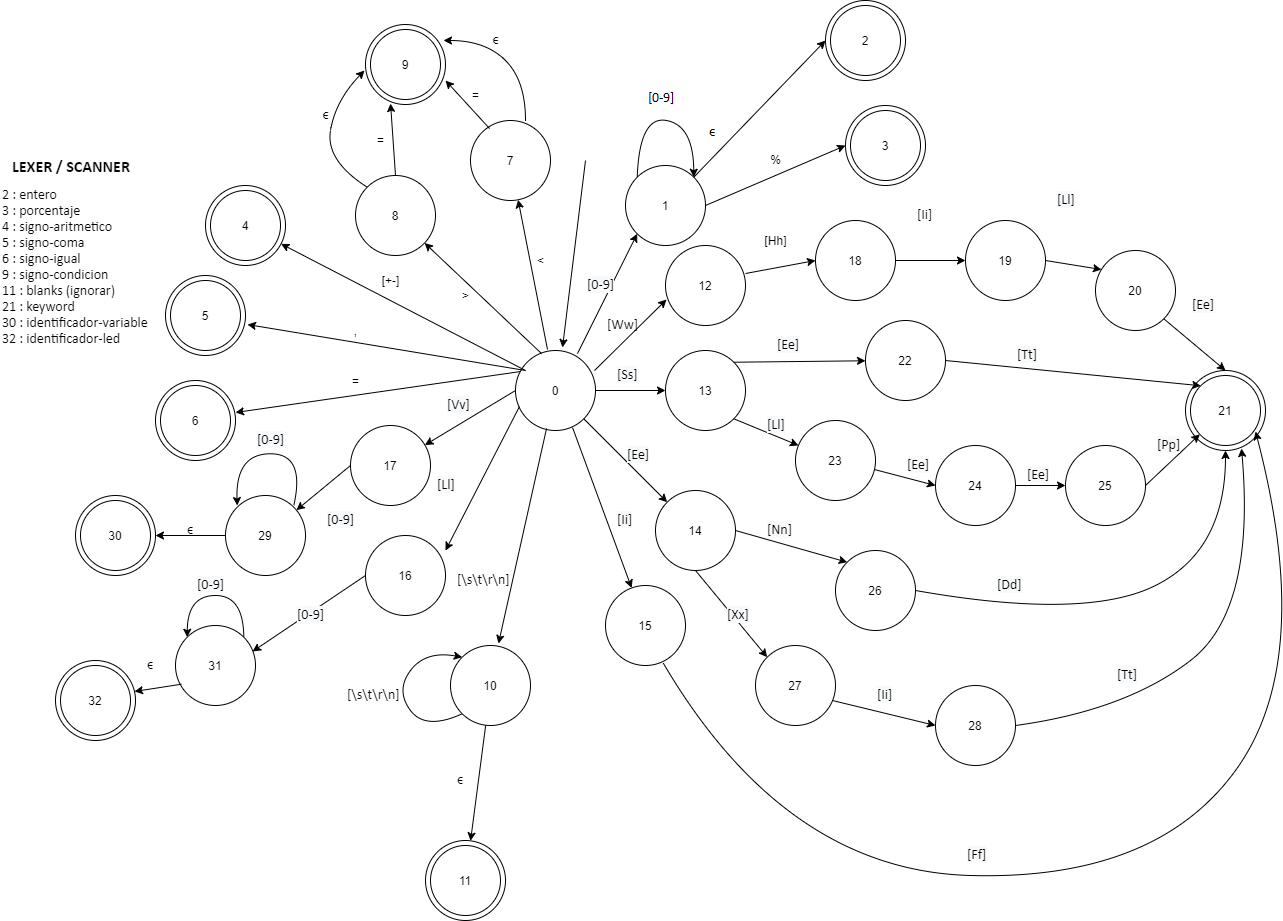 LEXER / SCANNER
2 : entero
3 : porcentaje
4 : signo-aritmetico
5 : signo-coma
6 : signo-igual
9 : signo-condicion
11 : blanks (ignorar)
21 : keyword
30 : identificador-variable
32 : identificador-led
2
9
ϵ
ϵ
=
[0-9]
ϵ
=
7
ϵ
%
3
8
1
4
[Hh]
[Ii]
[Ll]
<
12
18
19
20
[+-]
>
[0-9]
[Ww]
[Ee]
5
,
=
[Ss]
[Ee]
22
[Tt]
6
0
13
21
[Vv]
[0-9]
[Ll]
[Ee]
23
[Ee]
[Ee]
[Pp]
17
[Ll]
24
25
30
ϵ
29
[0-9]
[Ii]
14
[Nn]
16
[\s\t\r\n]
26
[Dd]
[0-9]
[0-9]
15
[Xx]
31
ϵ
32
[\s\t\r\n]
10
27
[Ii]
28
[Tt]
ϵ
11
[Ff]